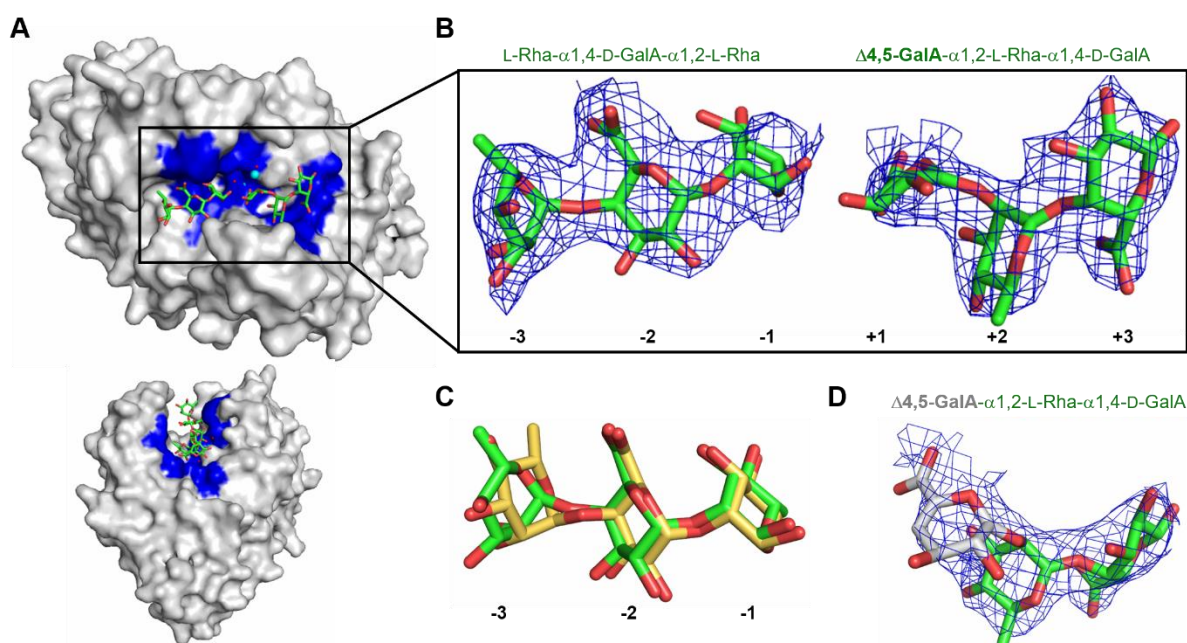 A
B
L-Rha-α1,4-D-GalA-α1,2-L-Rha
Δ4,5-GalA-α1,2-L-Rha-α1,4-D-GalA
-3
-2
-1
+1
+2
+3
C
D
Δ4,5-GalA-α1,2-L-Rha-α1,4-D-GalA
-3
-2
-1